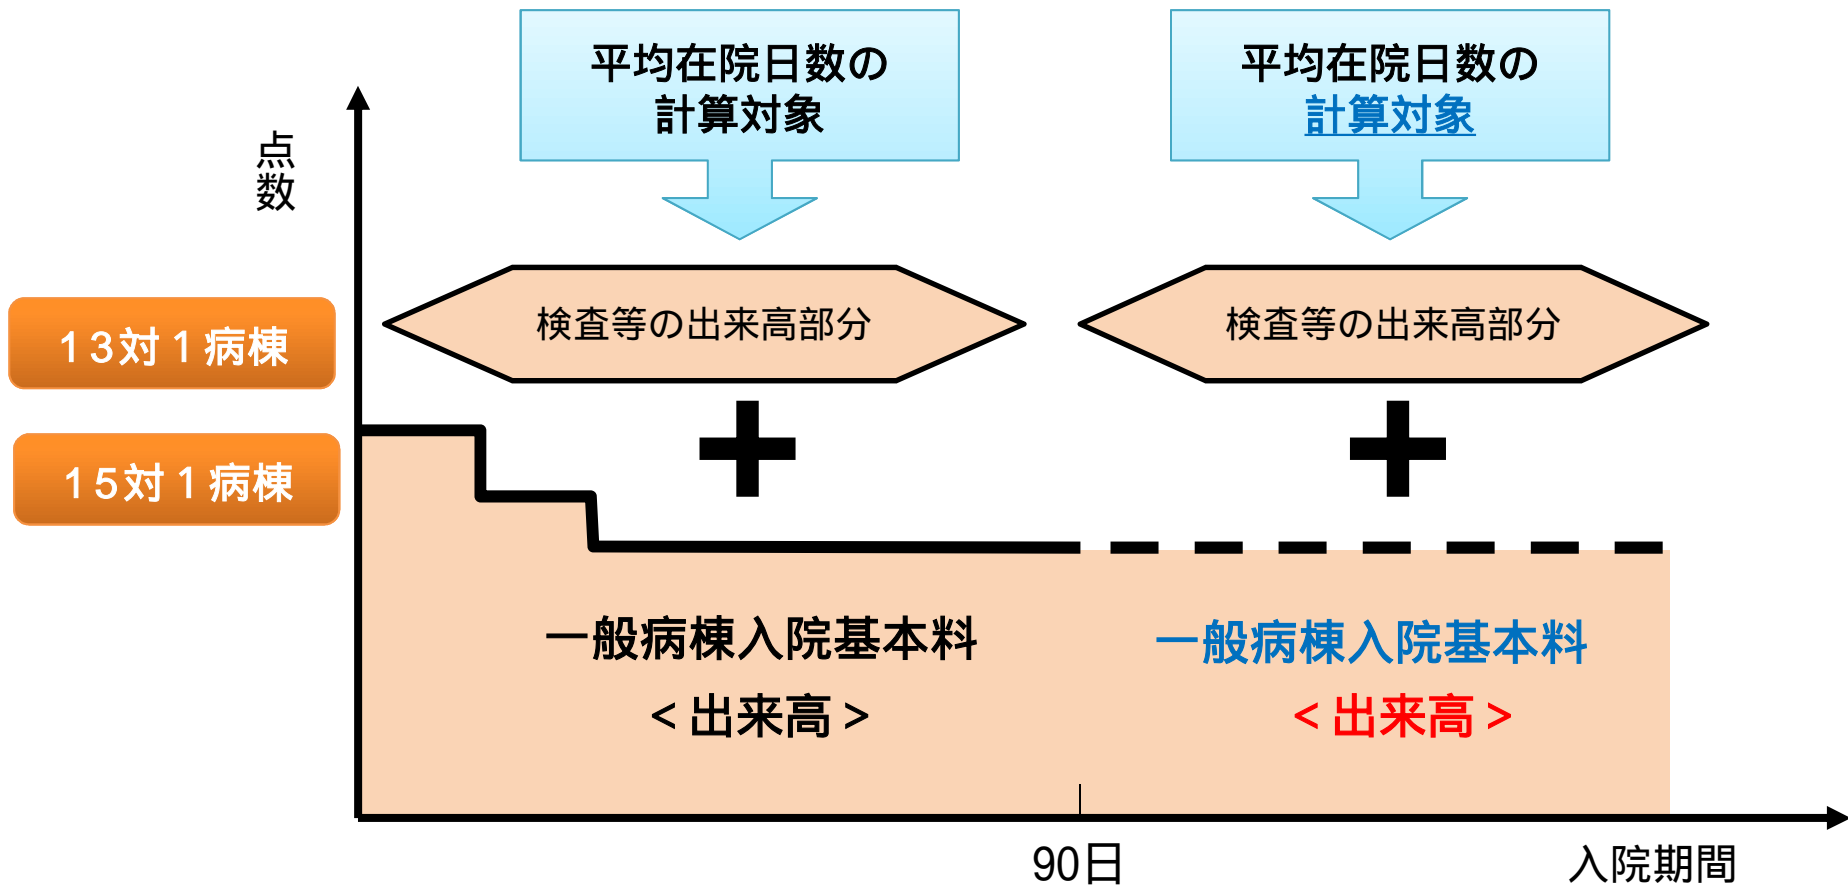 平均在院日数の
計算対象
平均在院日数の
計算対象
点数
検査等の出来高部分
検査等の出来高部分
13対1病棟
15対1病棟
一般病棟入院基本料
<出来高>
一般病棟入院基本料
<出来高>
90日
入院期間